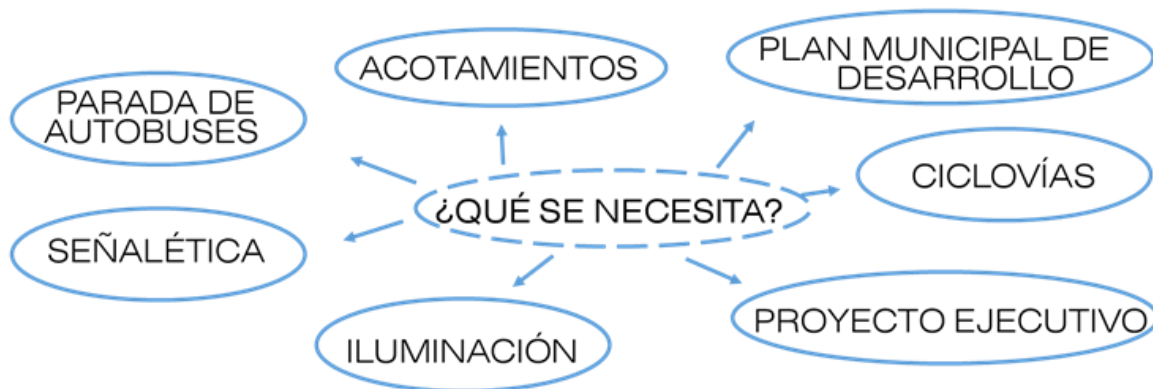 ACOTAMIENTOS
PLAN MUNICIPAL DE
DESARROLLO
PARADA DE
AUTOBUSES
CICLOVÍAS
¿QUÉ SE NECESITA?
SEÑALÉTICA
PROYECTO EJECUTIVO
ILUMINACIÓN